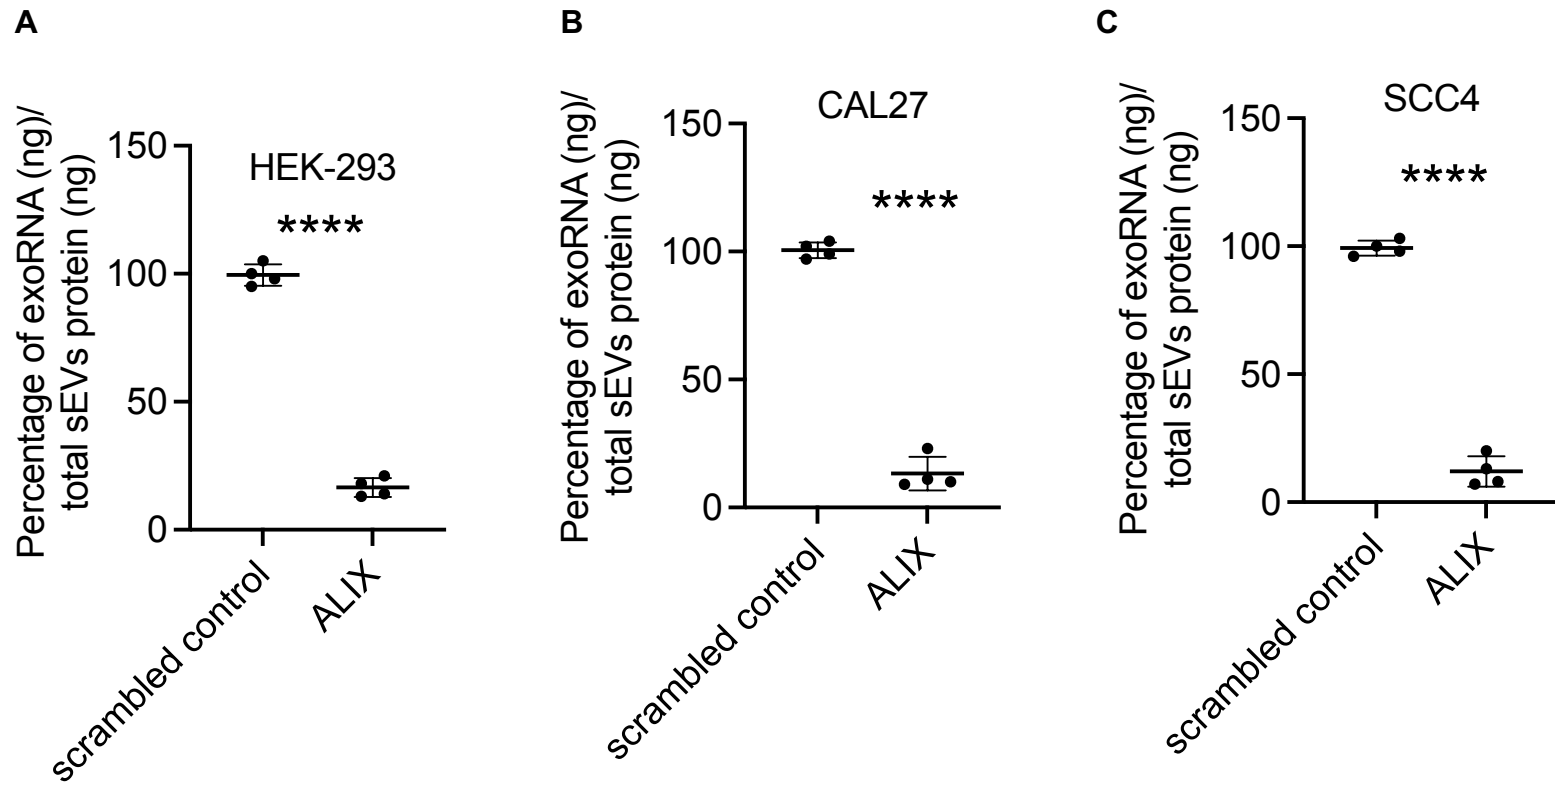 A
Percentage of exoRNA (ng)/
total sEVs protein (ng)
150
100
50
0
HEK-293
****
scrambled control
ALIX
B
Percentage of exoRNA (ng)/
total sEVs protein (ng)
150
100
50
0
CAL27
****
scrambled control
ALIX
C
Percentage of exoRNA (ng)/
total sEVs protein (ng)
150
100
50
0
SCC4
****
scrambled control
ALIX